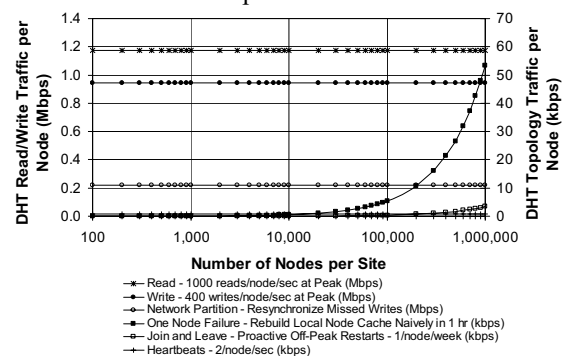 DHT Read/Write Traffic per
Node (Mbps)
1.4
1.2
1.0
0.8
0.6
0.4
0.2
0.0
70
60
50
40
30
20
10
0
DHT Topology Traffic per
Node (kbps)
100 1,000 10,000 100,000 1,000,000
Number of Nodes per Site
Read - 1000 reads/node/sec at Peak (Mbps)
Write - 400 writes/node/sec at Peak (Mbps)
Network Partition - Resynchronize Missed Writes (Mbps)
One Node Failure - Rebuild Local Node Cache Naively in 1 hr (kbps)
Join and Leave - Proactive Off-Peak Restarts - 1/node/week (kbps)
Heartbeats - 2/node/sec (kbps)